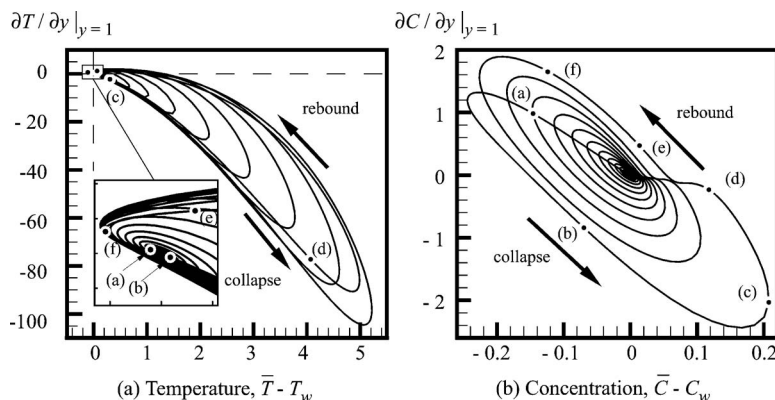 ∂T / ∂y |y = 1
∂C / ∂y |y = 1
0
-20
-40
-60
-80
-100
(c)
rebound
(d)
collapse
(e)
(f)
(a)
(b)
0 1 2 3 4 5
(a) Temperature, T̅ - Tw
2
1
0
- 1
- 2
(f)
(a)
rebound
(e)
(d)
(b)
collapse
(c)
- 0.2 - 0.1 0 0.1 0.2
(b) Concentration, C̅ - Cw